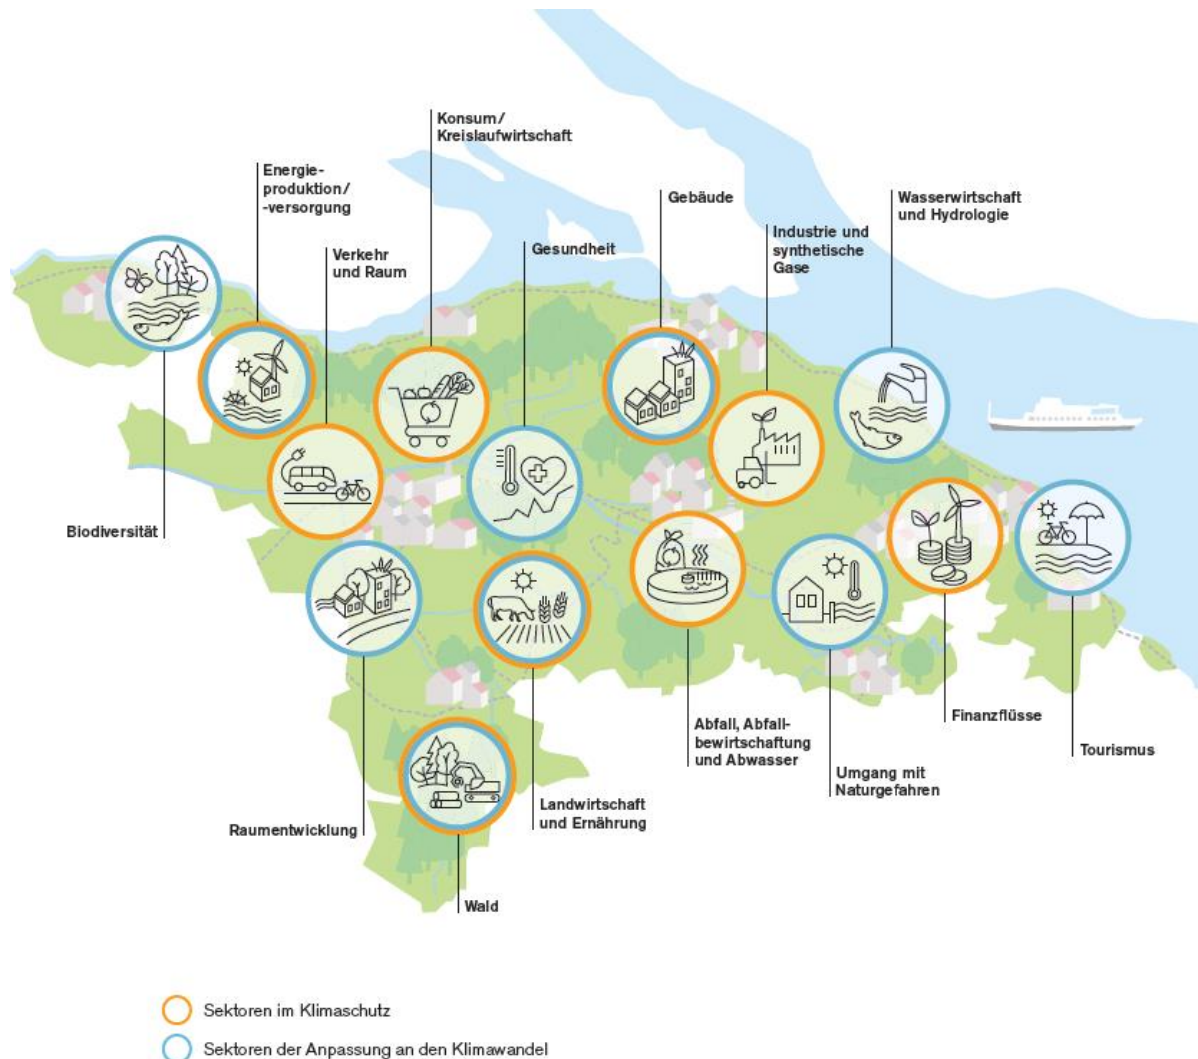 Konsum/
Kreislaufwirtschaft
Energie-
produktion/
-versorgung
Gebäude
Wasserwirtschaft
und Hydrologie
Verkehr
und Raum
Gesundheit
Industrie und
synthetische
Gase
Biodiversität
Finanzflüsse
Abfall, Abfall-
bewirtschaftung
und Abwasser
Tourismus
Umgang mit
Naturgefahren
Landwirtschaft
und Ernährung
Raumentwicklung
Wald
Sektoren im Klimaschutz
Sektoren der Anpassung an den Klimawandel